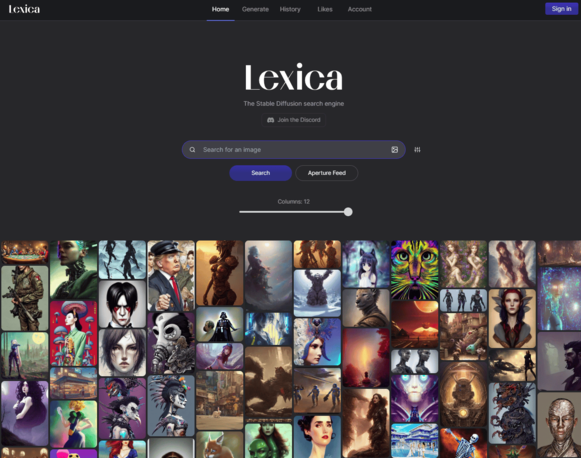 Lexica
Home Generate History Likes Account
Sign in
Lexica
The Stable Diffusion search engine
Join the Discord
Search for an image
Search
Aperture Feed
Columns: 12